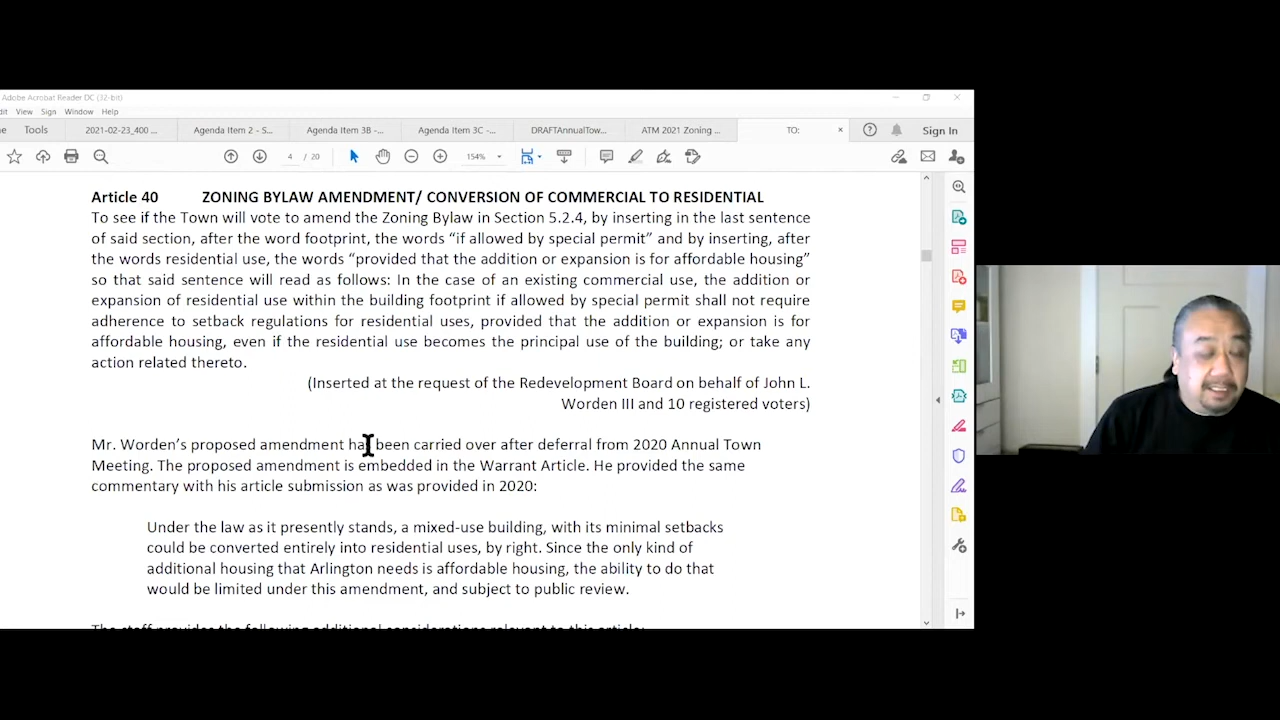 Adobe Acrobat Reader DC (32-bit)
dit View Sign Window Help
ne Tools 2021-02-23_400 ... Agenda Item 2 - S... Agenda Item 3B -... Agenda Item 3C -... DRAFTAnnualTow... ATM 2021 Zoning ... TO: × Sign In
4 / 20 154%
Article 40 ZONING BYLAW AMENDMENT/ CONVERSION OF COMMERCIAL TO RESIDENTIAL
To see if the Town will vote to amend the Zoning Bylaw in Section 5.2.4, by inserting in the last sentence
of said section, after the word footprint, the words “if allowed by special permit” and by inserting, after
the words residential use, the words “provided that the addition or expansion is for affordable housing”
so that said sentence will read as follows: In the case of an existing commercial use, the addition or
expansion of residential use within the building footprint if allowed by special permit shall not require
adherence to setback regulations for residential uses, provided that the addition or expansion is for
affordable housing, even if the residential use becomes the principal use of the building; or take any
action related thereto.
(Inserted at the request of the Redevelopment Board on behalf of John L.
Worden III and 10 registered voters)
Mr. Worden’s proposed amendment has been carried over after deferral from 2020 Annual Town
Meeting. The proposed amendment is embedded in the Warrant Article. He provided the same
commentary with his article submission as was provided in 2020:
Under the law as it presently stands, a mixed-use building, with its minimal setbacks
could be converted entirely into residential uses, by right. Since the only kind of
additional housing that Arlington needs is affordable housing, the ability to do that
would be limited under this amendment, and subject to public review.
The staff provides the following additional considerations relevant to this article: